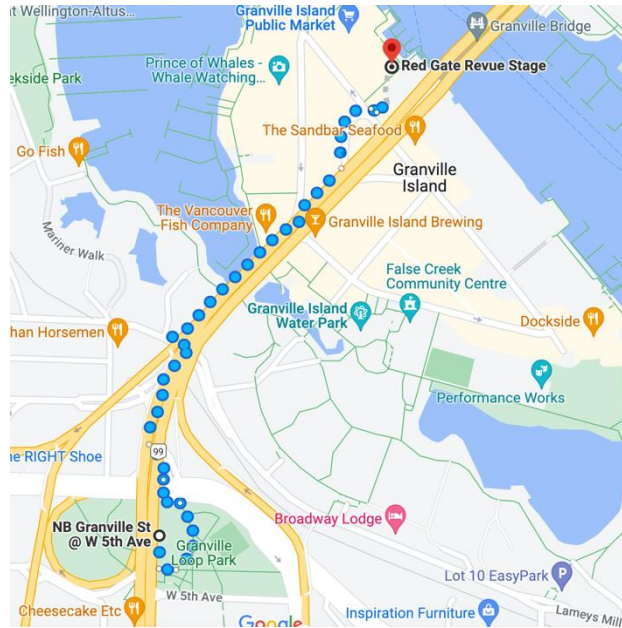 nt Wellington-Altus...
Granville Island
Public Market
Granville Bridge
Red Gate Revue Stage
Prince of Whales -
Whale Watching...
ekside Park
The Sandbar Seafood
Go Fish
Granville
Island
The Vancouver
Fish Company
Granville Island Brewing
Mariner Walk
False Creek
Community Centre
Granville Island
Water Park
Dockside
han Horsemen
Performance Works
he RIGHT Shoe
99
Broadway Lodge
NB Granville St
@ W 5th Ave
Granville
Loop Park
Lot 10 EasyPark
P
W 5th Ave
Cheesecake Etc
Google
Inspiration Furniture
Lameys Mill